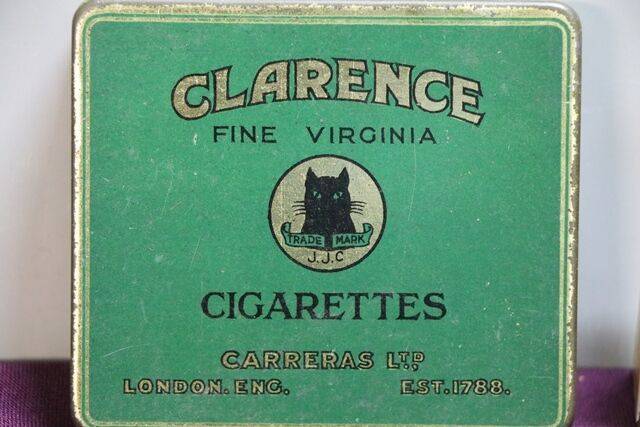 CLARENCE
FINE VIRGINIA
TRADE MARK
J.J.C
CIGARETTES
CARRERAS LTD,
LONDON. ENG. EST. 1788.